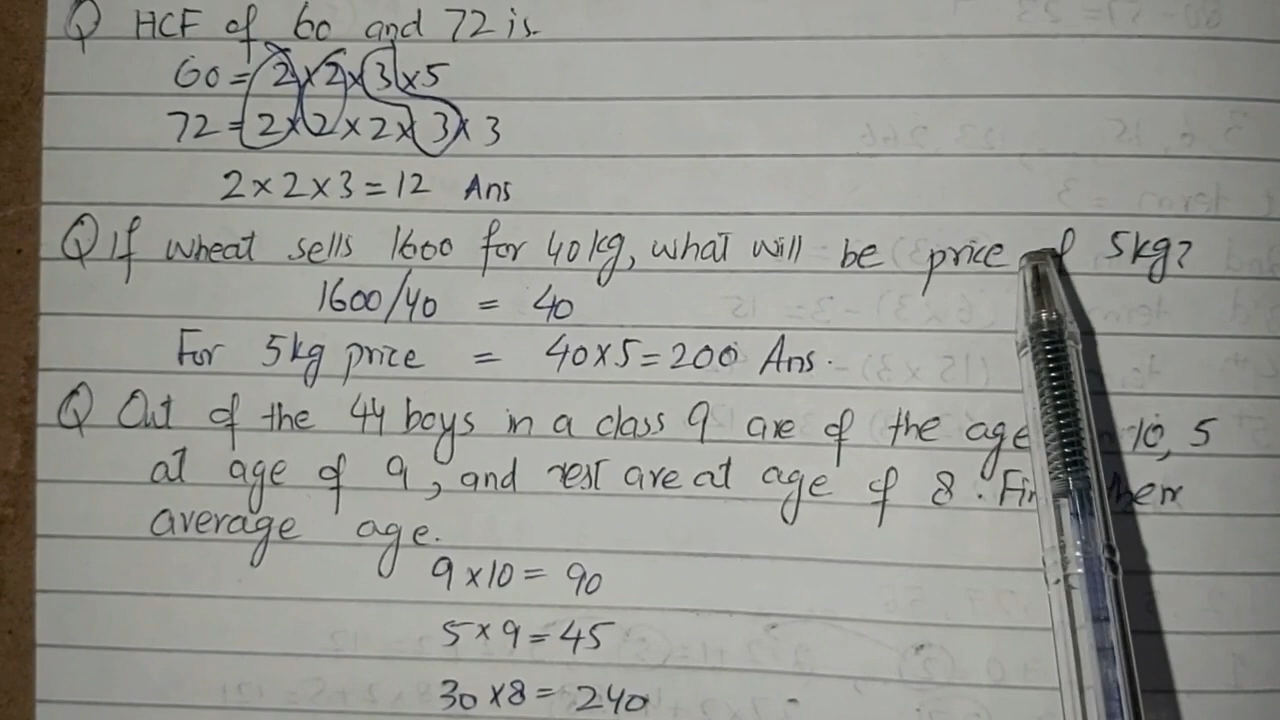 Q HCF of 60 and 72 is.
60 = 2×2×3×5
72 = 2×2×2×3×3
2×2×3=12 Ans
Q If wheat sells 1600 for 40kg, what will be price of 5kg?
1600/40 = 40
For 5kg price = 40×5=200 Ans.
Q Out of the 44 boys in a class 9 are of the age 10, 5
at age of 9, and rest are at age of 8.
average age.
9×10= 90
5×9=45
30×8= 240